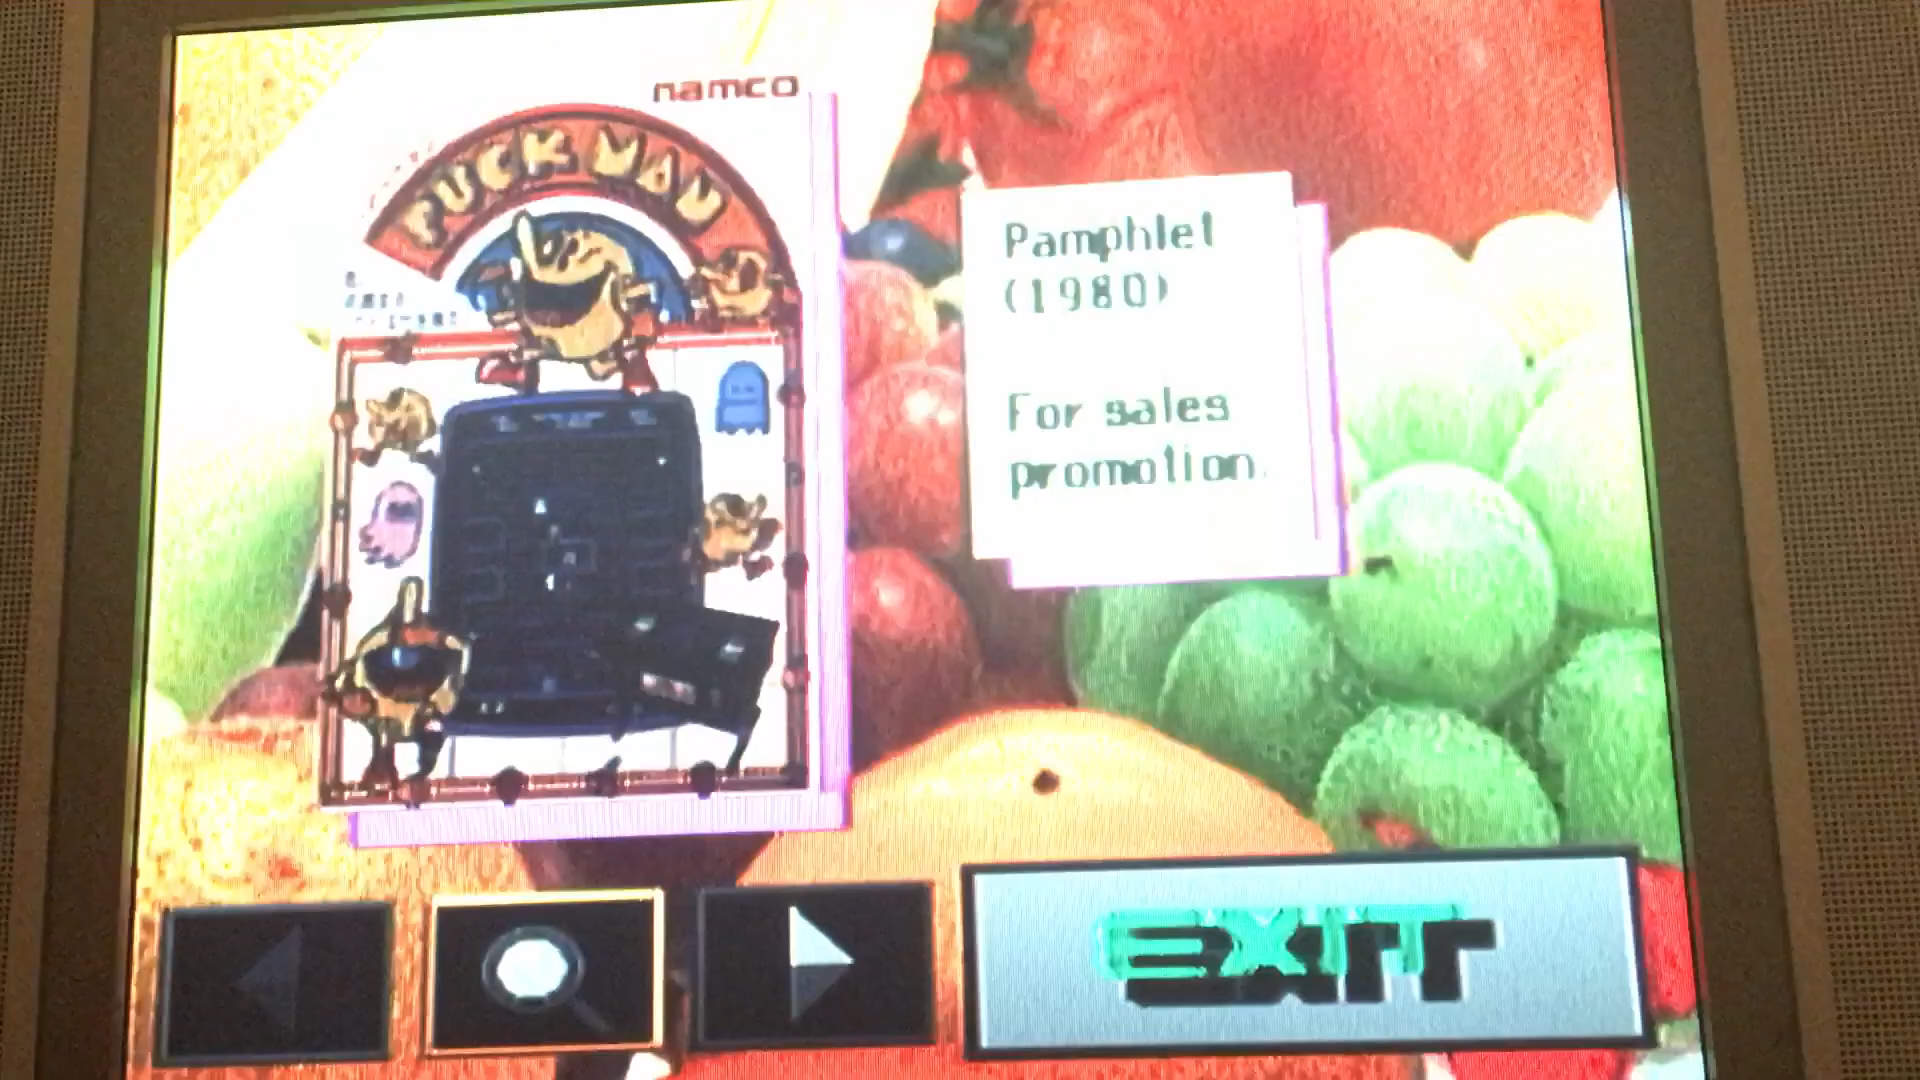 namco
PUCK MAN
Pamphlet
(1980)
For sales
promotion.
EXIT